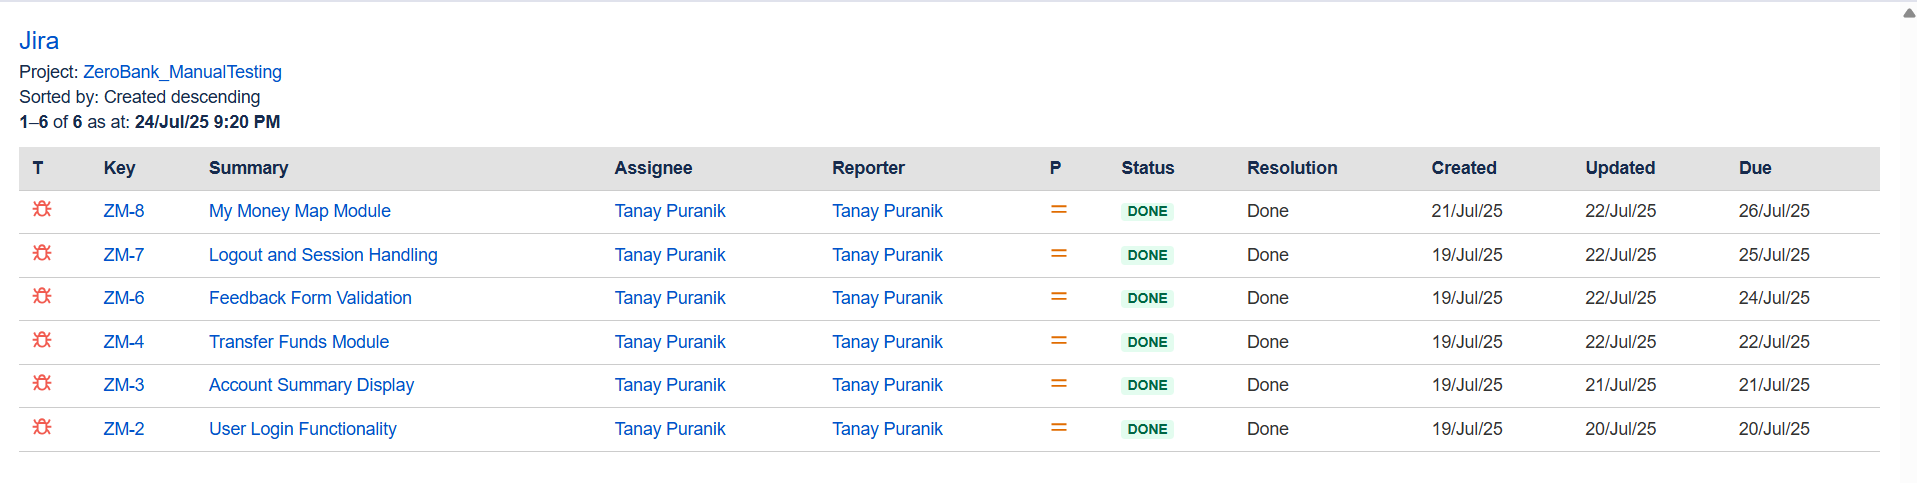 Jira
Project: ZeroBank_ManualTesting
Sorted by: Created descending
1–6 of 6 as at: 24/Jul/25 9:20 PM
T Key Summary Assignee Reporter P Status Resolution Created Updated Due
ZM-8 My Money Map Module Tanay Puranik Tanay Puranik DONE Done 21/Jul/25 22/Jul/25 26/Jul/25
ZM-7 Logout and Session Handling Tanay Puranik Tanay Puranik DONE Done 19/Jul/25 22/Jul/25 25/Jul/25
ZM-6 Feedback Form Validation Tanay Puranik Tanay Puranik DONE Done 19/Jul/25 22/Jul/25 24/Jul/25
ZM-4 Transfer Funds Module Tanay Puranik Tanay Puranik DONE Done 19/Jul/25 22/Jul/25 22/Jul/25
ZM-3 Account Summary Display Tanay Puranik Tanay Puranik DONE Done 19/Jul/25 21/Jul/25 21/Jul/25
ZM-2 User Login Functionality Tanay Puranik Tanay Puranik DONE Done 19/Jul/25 20/Jul/25 20/Jul/25